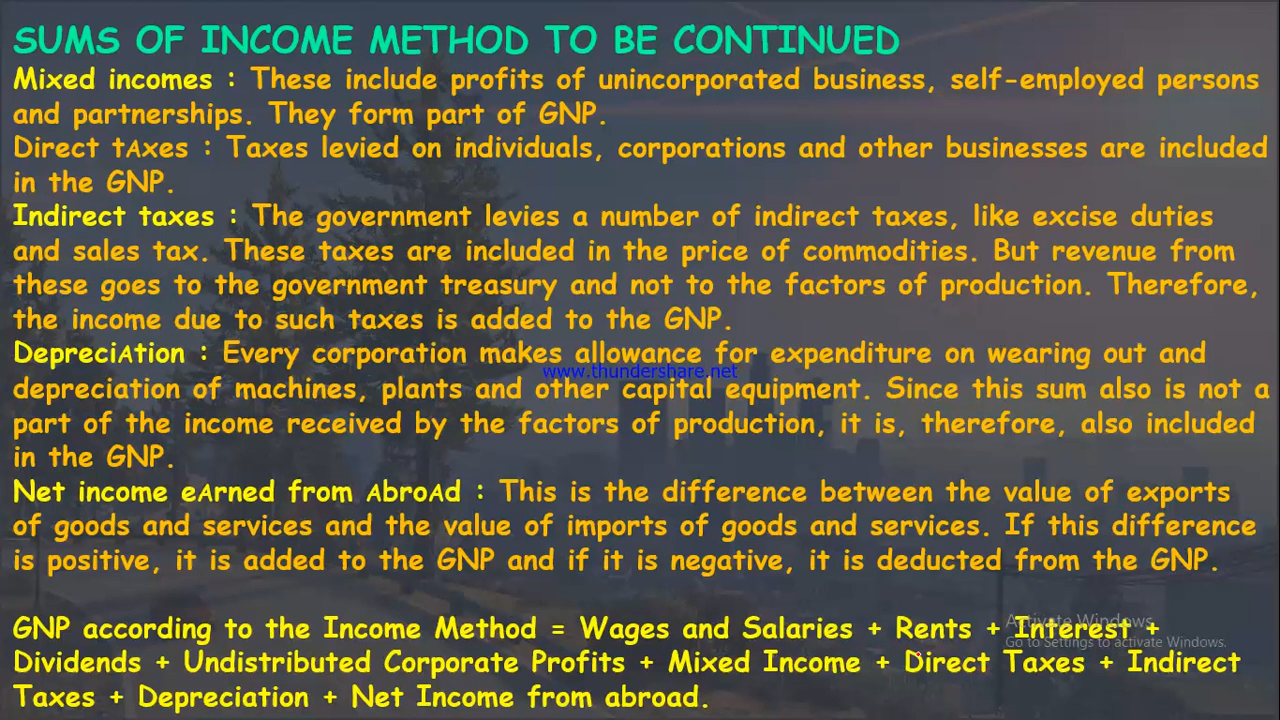 SUMS OF INCOME METHOD TO BE CONTINUED
Mixed incomes : These include profits of unincorporated business, self-employed persons
and partnerships. They form part of GNP.
Direct tAxes : Taxes levied on individuals, corporations and other businesses are included
in the GNP.
Indirect taxes : The government levies a number of indirect taxes, like excise duties
and sales tax. These taxes are included in the price of commodities. But revenue from
these goes to the government treasury and not to the factors of production. Therefore,
the income due to such taxes is added to the GNP.
DepreciAtion : Every corporation makes allowance for expenditure on wearing out and
www.thundershare.net
depreciation of machines, plants and other capital equipment. Since this sum also is not a
part of the income received by the factors of production, it is, therefore, also included
in the GNP.
Net income eArned from AbroAd : This is the difference between the value of exports
of goods and services and the value of imports of goods and services. If this difference
is positive, it is added to the GNP and if it is negative, it is deducted from the GNP.
Activate Windows
GNP according to the Income Method = Wages and Salaries + Rents + Interest +
Go to Settings to activate Windows.
Dividends + Undistributed Corporate Profits + Mixed Income + Direct Taxes + Indirect
Taxes + Depreciation + Net Income from abroad.